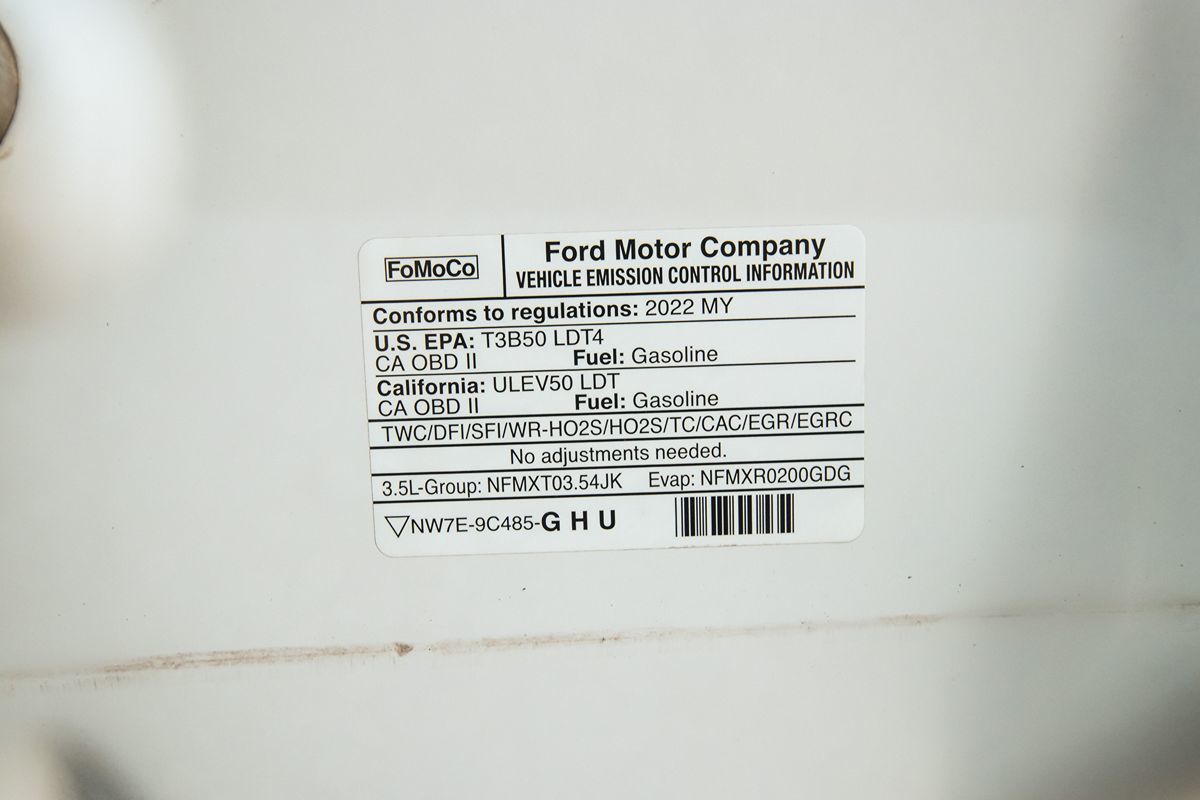 FoMoCo
Ford Motor Company
VEHICLE EMISSION CONTROL INFORMATION
Conforms to regulations: 2022 MY
U.S. EPA: T3B50 LDT4
CA OBD II Fuel: Gasoline
California: ULEV50 LDT
CA OBD II Fuel: Gasoline
TWC/DFI/SFI/WR-HO2S/HO2S/TC/CAC/EGR/EGRC
No adjustments needed.
3.5L-Group: NFMXT03.54JK Evap: NFMXR0200GDG
NW7E-9C485-G H U